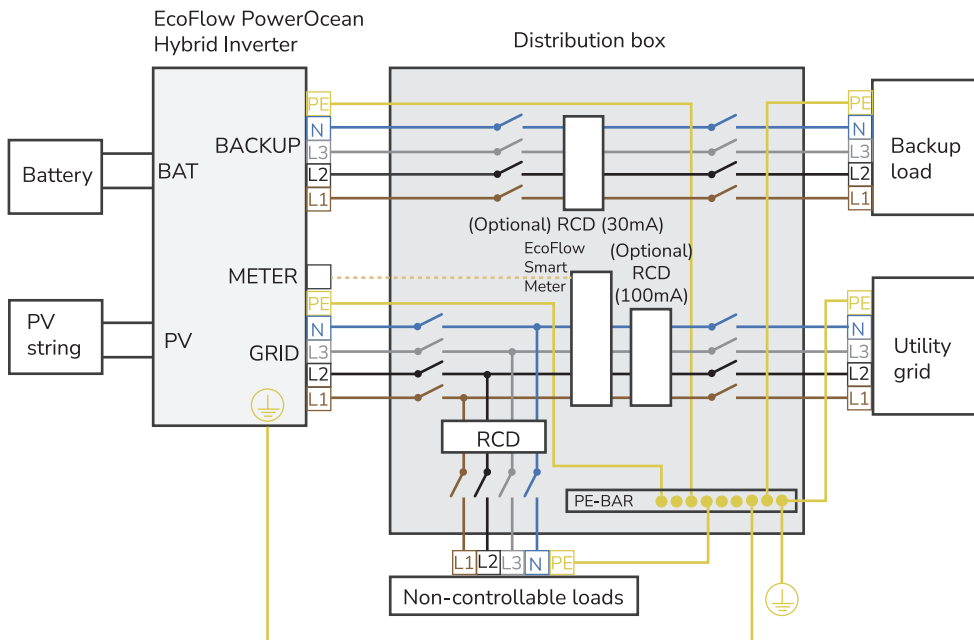 EcoFlow PowerOcean
Hybrid Inverter
Distribution box
PE
N
L3
L2
L1
BACKUP
Battery
BAT
PE
N
L3
L2
L1
Backup
load
(Optional) RCD (30mA)
METER
EcoFlow
Smart
Meter
(Optional)
RCD
(100mA)
PV
string
PV
PE
N
L3
L2
L1
GRID
PE
N
L3
L2
L1
Utility
grid
RCD
PE-BAR
L1
L2
L3
N
PE
Non-controllable loads